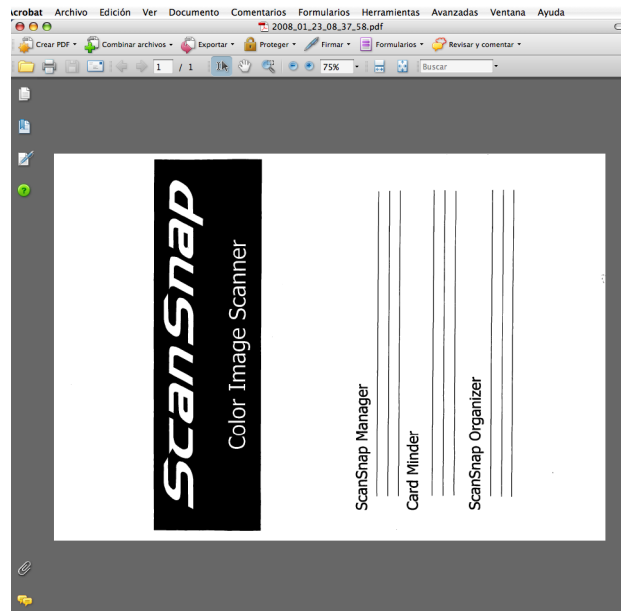 Acrobat Archivo Edición Ver Documento Comentarios Formularios Herramientas Avanzadas Ventana Ayuda
2008_01_23_08_37_58.pdf
Crear PDF Combinar archivos Exportar Proteger Firmar Formularios Revisar y comentar
1 / 1 75% Buscar
ScanSnap
Color Image Scanner
ScanSnap Manager
Card Minder
ScanSnap Organizer